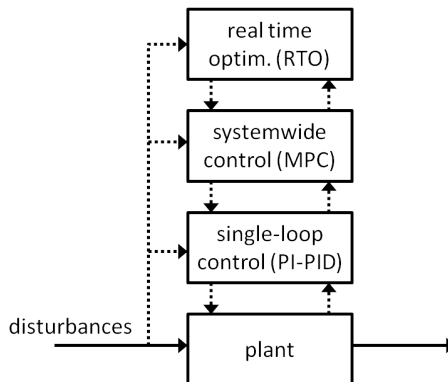 real time
optim. (RTO)
systemwide
control (MPC)
single-loop
control (PI-PID)
disturbances
plant